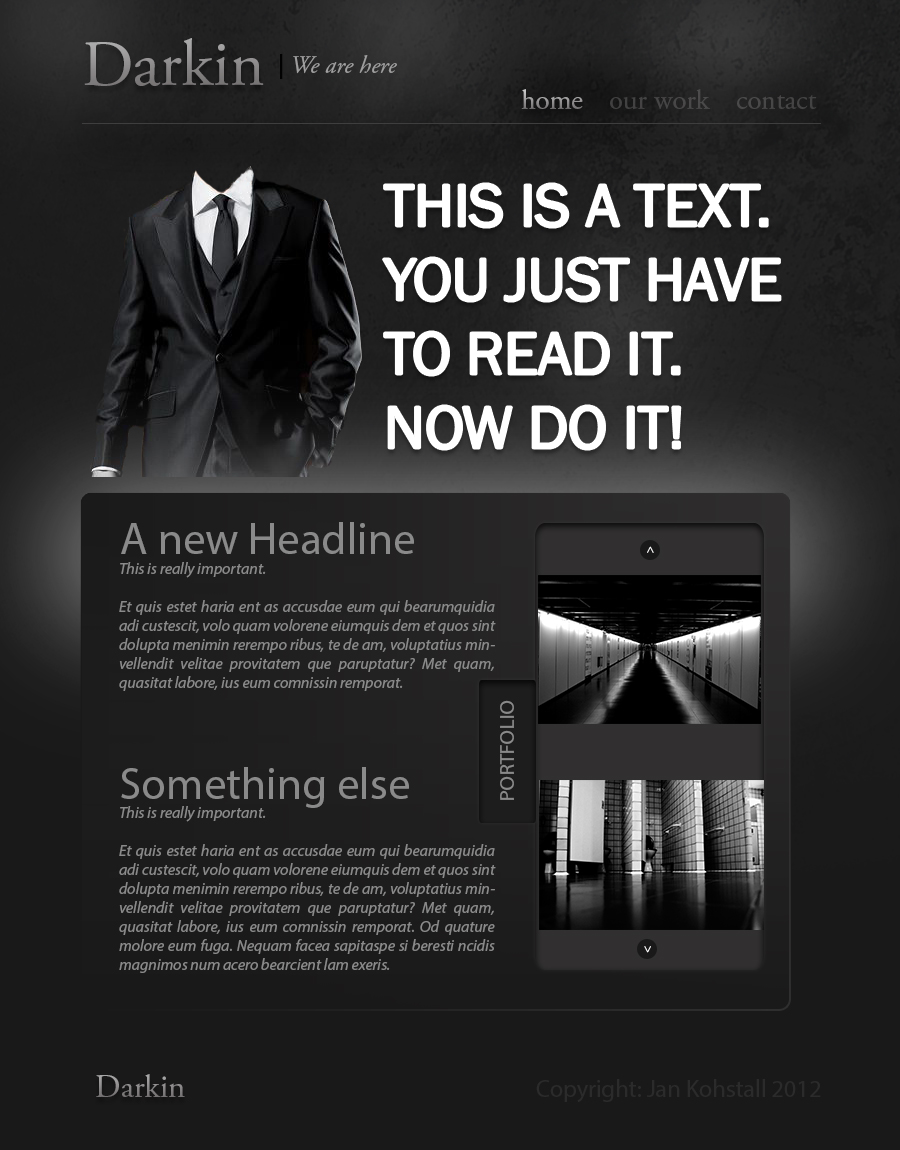 Darkin
We are here
home our work contact
THIS IS A TEXT.
YOU JUST HAVE
TO READ IT.
NOW DO IT!
A new Headline
This is really important.
Et quis estet haria ent as accusdae eum qui bearumquidia
adi custescit, volo quam volorene eiumquis dem et quos sint
dolupta menimin rerempo ribus, te de am, voluptatius min-
vellendit velitae provitatem que paruptatur? Met quam,
quasitat labore, ius eum comnissin remporat.
Something else
This is really important.
Et quis estet haria ent as accusdae eum qui bearumquidia
adi custescit, volo quam volorene eiumquis dem et quos sint
dolupta menimin rerempo ribus, te de am, voluptatius min-
vellendit velitae provitatem que paruptatur? Met quam,
quasitat labore, ius eum comnissin remporat. Od quature
molore eum fuga. Nequam facea sapitaspe si beresti ncidis
magnimos num acero bearcient lam exeris.
PORTFOLIO
Darkin
Copyright: Jan Kohstall 2012